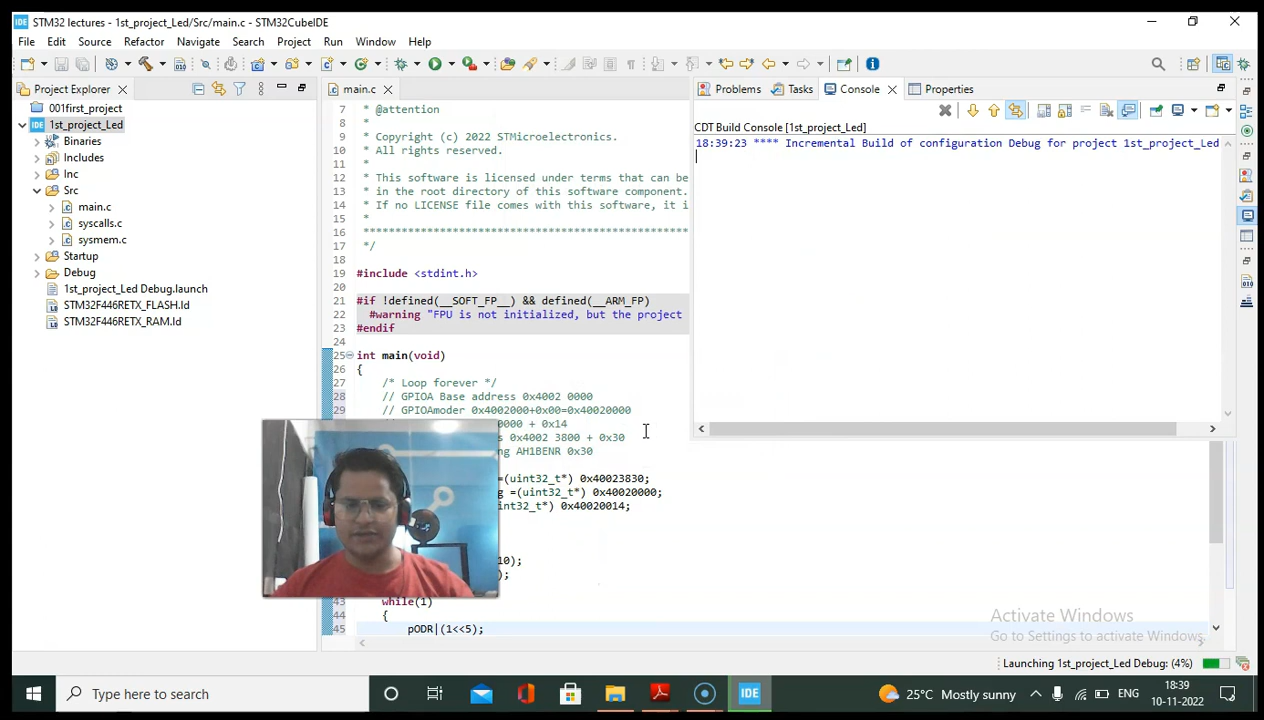 IDE STM32 lectures - 1st_project_Led/Src/main.c - STM32CubeIDE
File Edit Source Refactor Navigate Search Project Run Window Help
Project Explorer
001first_project
IDE 1st_project_Led
Binaries
Includes
Inc
Src
main.c
syscalls.c
sysmem.c
Startup
Debug
1st_project_Led Debug.launch
STM32F446RETX_FLASH.ld
STM32F446RETX_RAM.ld
main.c
7 * @attention
8 *
9 * Copyright (c) 2022 STMicroelectronics.
10 * All rights reserved.
11 *
12 * This software is licensed under terms that can be
13 * in the root directory of this software component.
14 * If no LICENSE file comes with this software, it i
15 *
16 ******************************************************
17 */
18
19 #include <stdint.h>
20
21 #if !defined(__SOFT_FP__) && defined(__ARM_FP)
22 #warning "FPU is not initialized, but the project
23 #endif
24
25 int main(void)
26 {
27 /* Loop forever */
28 // GPIOA Base address 0x4002 0000
29 // GPIOAmoder 0x4002000+0x00=0x40020000
0000 + 0x14
s 0x4002 3800 + 0x30
ng AH1BENR 0x30
=(uint32_t*) 0x40023830;
g =(uint32_t*) 0x40020000;
int32_t*) 0x40020014;
10);
);
43 while(1)
44 {
45 pODR|(1<<5);
Problems Tasks Console Properties
CDT Build Console [1st_project_Led]
18:39:23 **** Incremental Build of configuration Debug for project 1st_project_Led
Activate Windows
Go to Settings to activate Windows.
Launching 1st_project_Led Debug: (4%)
Type here to search
IDE
25°C Mostly sunny
ENG
18:39
10-11-2022